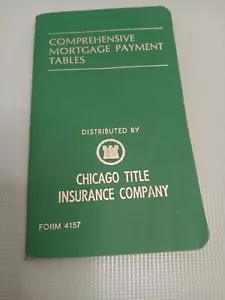 COMPREHENSIVE
MORTGAGE PAYMENT
TABLES
DISTRIBUTED BY
CHICAGO TITLE
INSURANCE COMPANY
FORM 4157